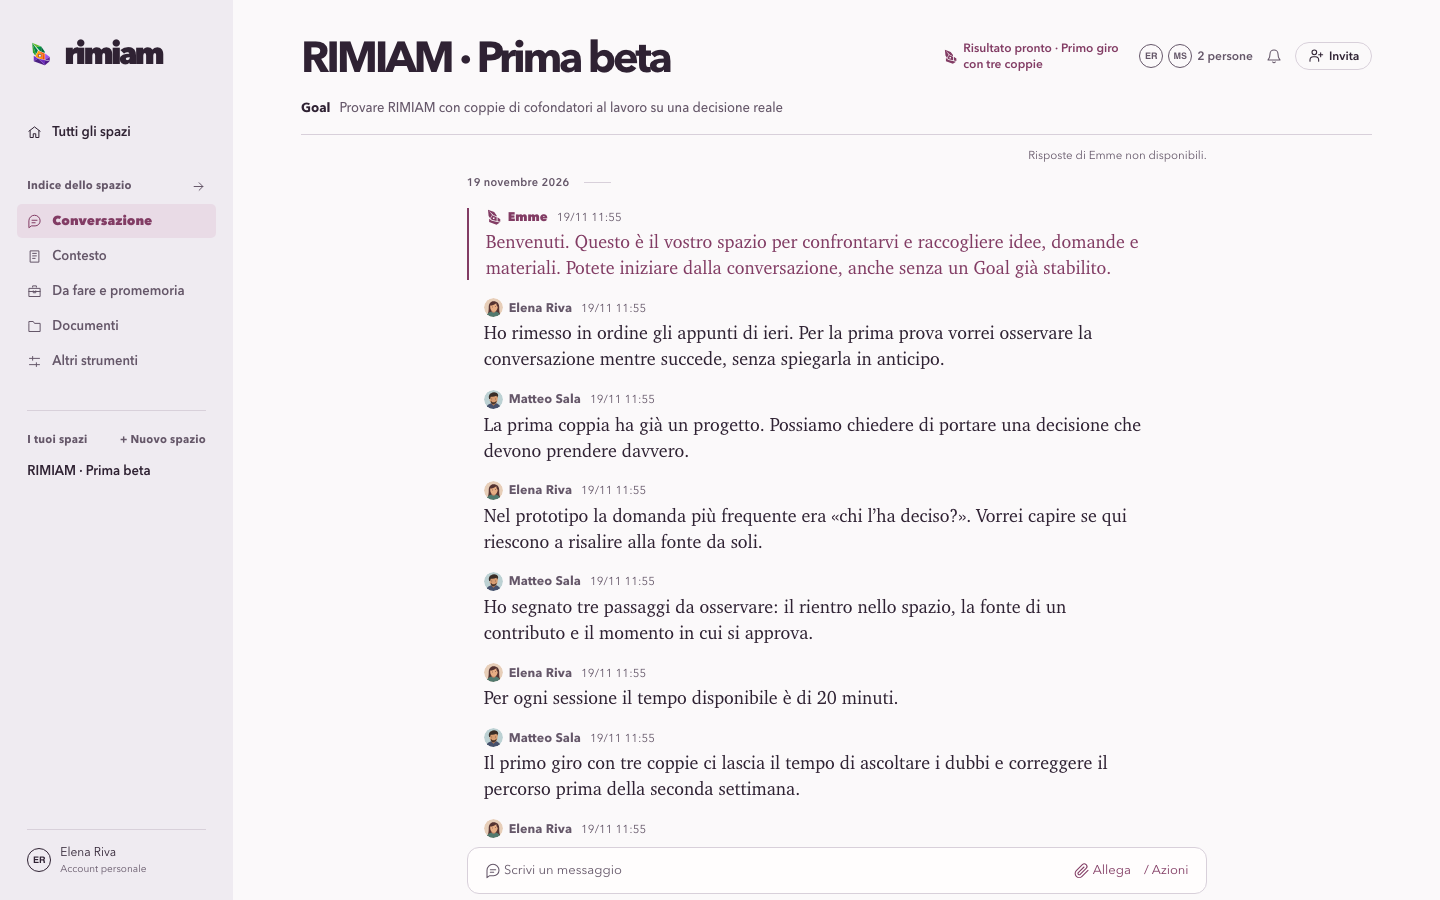 rimiam
Tutti gli spazi
Indice dello spazio
Conversazione
Contesto
Da fare e promemoria
Documenti
Altri strumenti
I tuoi spazi + Nuovo spazio
RIMIAM · Prima beta
ER Elena Riva
Account personale
RIMIAM · Prima beta
Risultato pronto · Primo giro
con tre coppie
ER MS 2 persone
Invita
Goal Provare RIMIAM con coppie di cofondatori al lavoro su una decisione reale
Risposte di Emme non disponibili.
19 novembre 2026
Emme 19/11 11:55
Benvenuti. Questo è il vostro spazio per confrontarvi e raccogliere idee, domande e
materiali. Potete iniziare dalla conversazione, anche senza un Goal già stabilito.
Elena Riva 19/11 11:55
Ho rimesso in ordine gli appunti di ieri. Per la prima prova vorrei osservare la
conversazione mentre succede, senza spiegarla in anticipo.
Matteo Sala 19/11 11:55
La prima coppia ha già un progetto. Possiamo chiedere di portare una decisione che
devono prendere davvero.
Elena Riva 19/11 11:55
Nel prototipo la domanda più frequente era «chi l’ha deciso?». Vorrei capire se qui
riescono a risalire alla fonte da soli.
Matteo Sala 19/11 11:55
Ho segnato tre passaggi da osservare: il rientro nello spazio, la fonte di un
contributo e il momento in cui si approva.
Elena Riva 19/11 11:55
Per ogni sessione il tempo disponibile è di 20 minuti.
Matteo Sala 19/11 11:55
Il primo giro con tre coppie ci lascia il tempo di ascoltare i dubbi e correggere il
percorso prima della seconda settimana.
Elena Riva 19/11 11:55
Scrivi un messaggio
Allega / Azioni